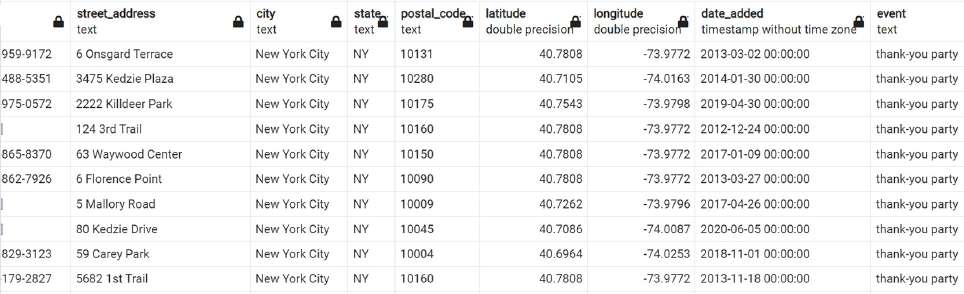 street_address city state postal_code latitude longitude date_added event
text text text text double precision double precision timestamp without time zone text
959-9172 6 Onsgard Terrace New York City NY 10131 40.7808 -73.9772 2013-03-02 00:00:00 thank-you party
488-5351 3475 Kedzie Plaza New York City NY 10280 40.7105 -74.0163 2014-01-30 00:00:00 thank-you party
975-0572 2222 Killdeer Park New York City NY 10175 40.7543 -73.9798 2019-04-30 00:00:00 thank-you party
124 3rd Trail New York City NY 10160 40.7808 -73.9772 2012-12-24 00:00:00 thank-you party
865-8370 63 Waywood Center New York City NY 10150 40.7808 -73.9772 2017-01-09 00:00:00 thank-you party
862-7926 6 Florence Point New York City NY 10090 40.7808 -73.9772 2013-03-27 00:00:00 thank-you party
5 Mallory Road New York City NY 10009 40.7262 -73.9796 2017-04-26 00:00:00 thank-you party
80 Kedzie Drive New York City NY 10045 40.7086 -74.0087 2020-06-05 00:00:00 thank-you party
829-3123 59 Carey Park New York City NY 10004 40.6964 -74.0253 2018-11-01 00:00:00 thank-you party
-179-2827 5682 1st Trail New York City NY 10160 40.7808 -73.9772 2013-11-18 00:00:00 thank-you party